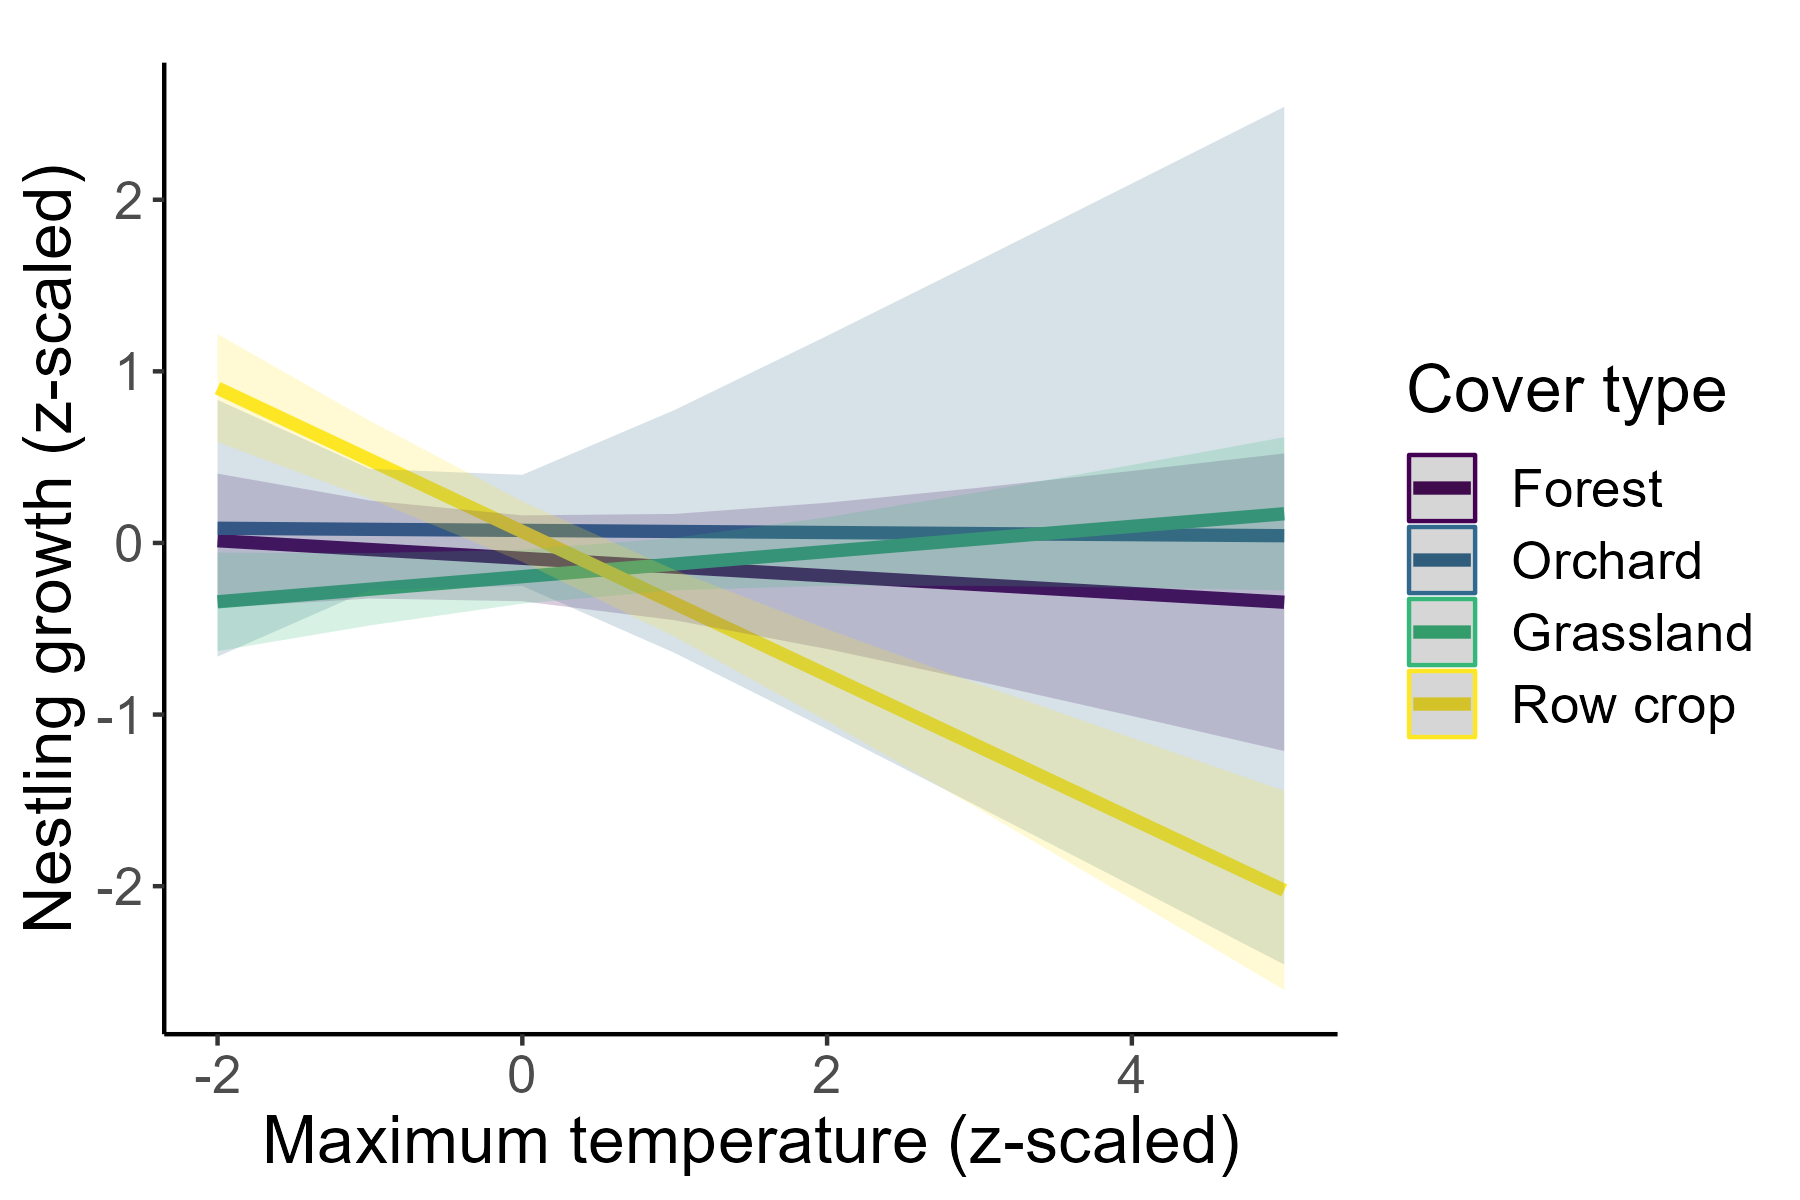 Nestling growth (z-scaled)
2
1
0
-1
-2
-2 0 2 4
Maximum temperature (z-scaled)
Cover type
Forest
Orchard
Grassland
Row crop